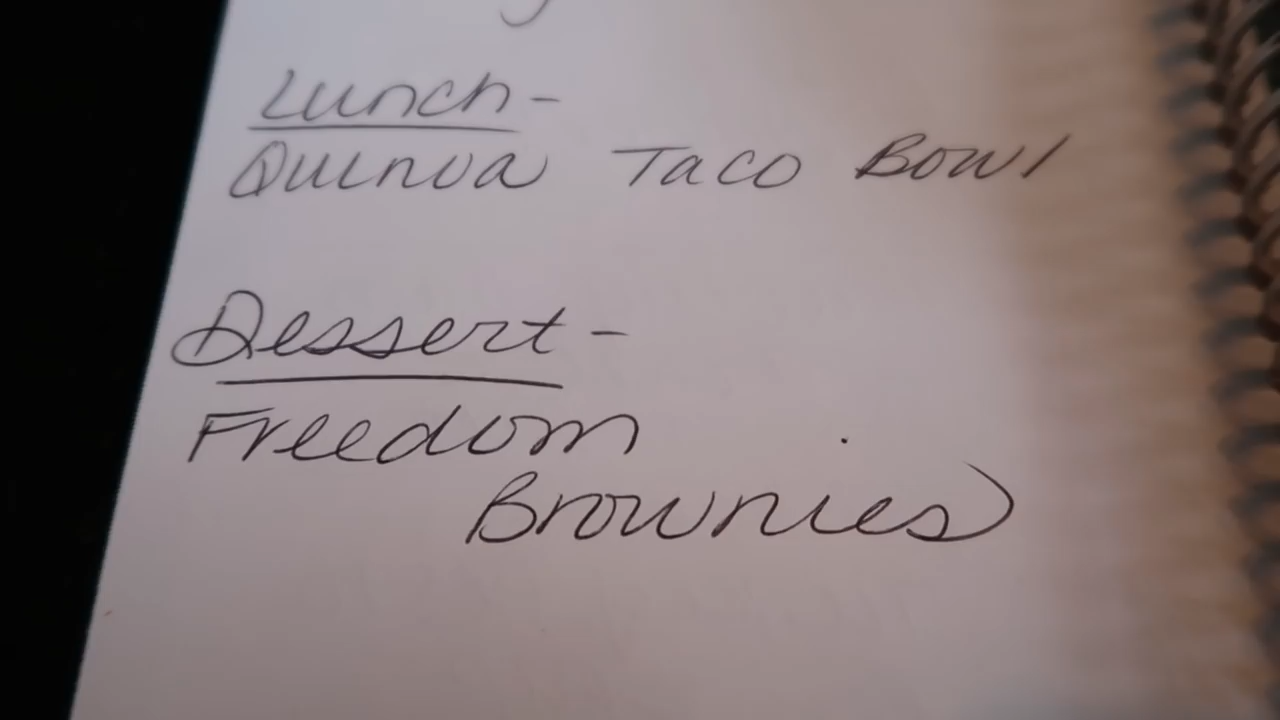 Lunch-
Quinoa Taco Bowl
Dessert-
Freedom
Brownies